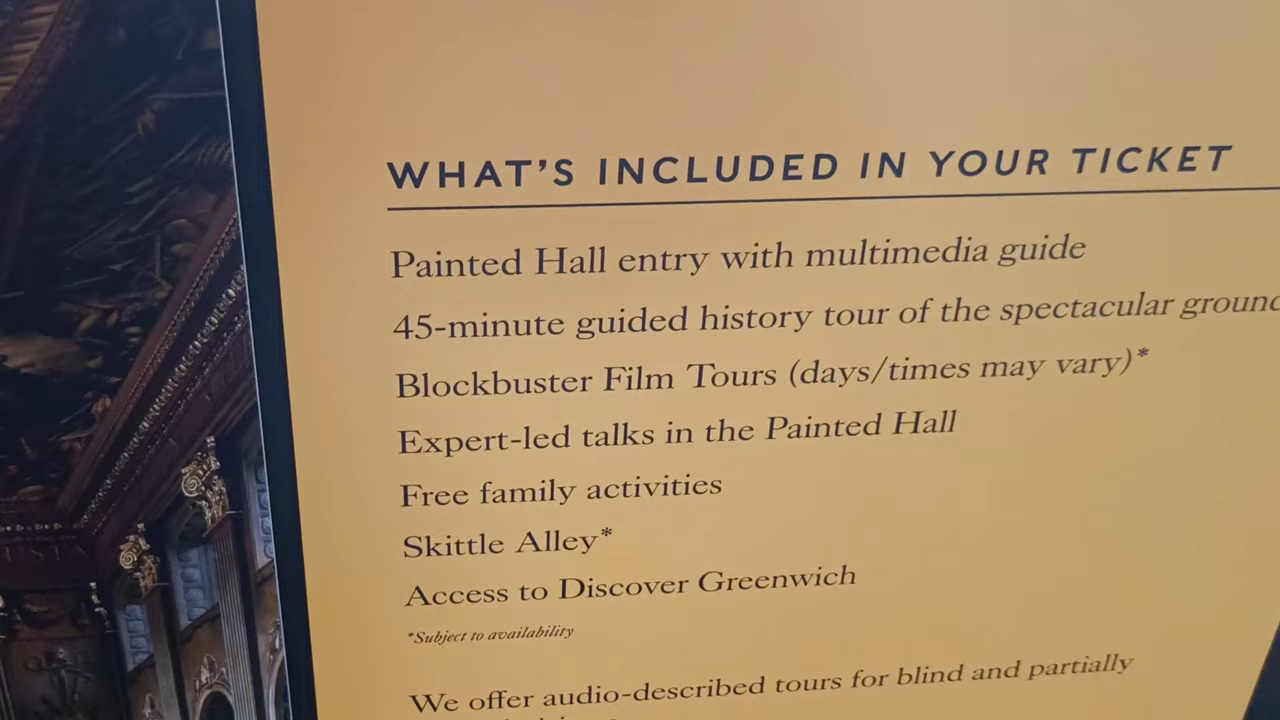 WHAT'S INCLUDED IN YOUR TICKET
Painted Hall entry with multimedia guide
45-minute guided history tour of the spectacular
Blockbuster Film Tours (days/times may vary)*
Expert-led talks in the Painted Hall
Free family activities
Skittle Alley*
Access to Discover Greenwich
*Subject to availability
We offer audio-described tours for blind and partially